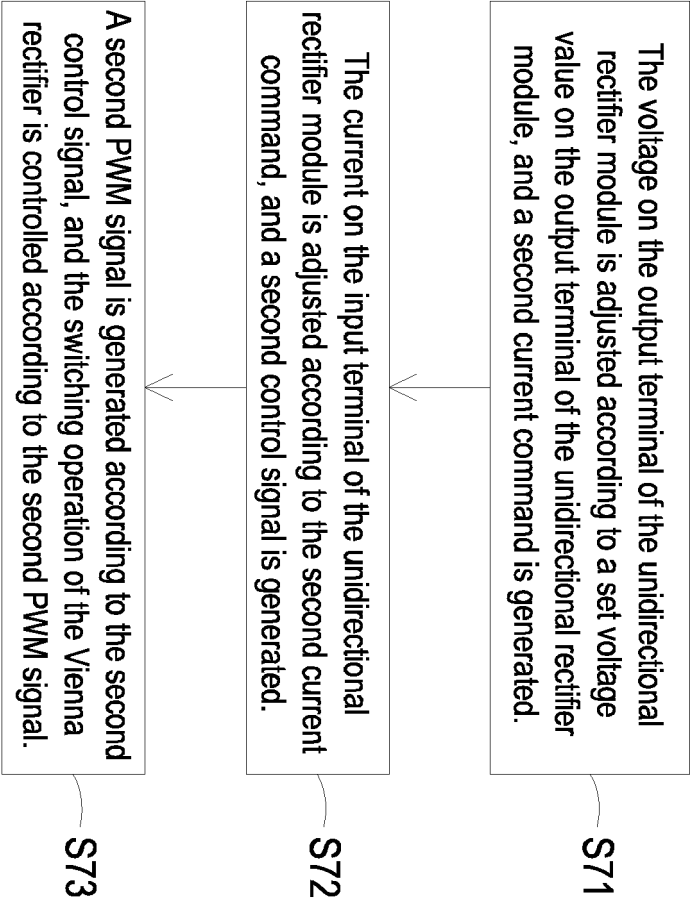 The voltage on the output terminal of the unidirectional
rectifier module is adjusted according to a set voltage
value on the output terminal of the unidirectional rectifier
module, and a second current command is generated.
S71
The current on the input terminal of the unidirectional
rectifier module is adjusted according to the second current
command, and a second control signal is generated.
S72
A second PWM signal is generated according to the second
control signal, and the switching operation of the Vienna
rectifier is controlled according to the second PWM signal.
S73